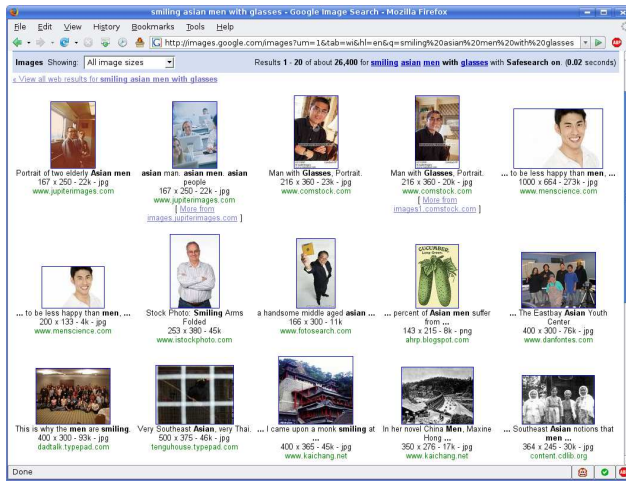 smiling asian men with glasses - Google Image Search - Mozilla Firefox
File Edit View History Bookmarks Tools Help
http://images.google.com/images?um=1&tab=wi&hl=en&q=smiling%20asian%20men%20with%20glasses
Images Showing: All image sizes Results 1 - 20 of about 26,400 for smiling asian men with glasses with Safesearch on. (0.02 seconds)
« View all web results for smiling asian men with glasses
Portrait of two elderly Asian men
167 x 250 - 22k - jpg
www.jupiterimages.com
asian man. asian men. asian
people
167 x 250 - 22k - jpg
www.jupiterimages.com
[ More from
images.jupiterimages.com ]
Man with Glasses, Portrait.
216 x 360 - 23k - jpg
www.comstock.com
Man with Glasses, Portrait.
216 x 360 - 20k - jpg
www.comstock.com
[ More from
images1.comstock.com ]
... to be less happy than men, ...
1000 x 664 - 273k - jpg
www.menscience.com
... to be less happy than men, ...
200 x 133 - 4k - jpg
www.menscience.com
Stock Photo: Smiling Arms
Folded
253 x 380 - 45k
www.istockphoto.com
a handsome middle aged asian ...
166 x 300 - 11k
www.fotosearch.com
CUCUMBER
Long Green
... percent of Asian men suffer
from ...
143 x 215 - 8k - png
ahrp.blogspot.com
... The Eastbay Asian Youth
Center
400 x 300 - 76k - jpg
www.danfontes.com
This is why the men are smiling.
400 x 300 - 93k - jpg
dadtalk.typepad.com
Very Southeast Asian, very Thai.
500 x 375 - 46k - jpg
tenguhouse.typepad.com
... I came upon a monk smiling at
...
400 x 365 - 45k - jpg
www.kaichang.net
In her novel China Men, Maxine
Hong ...
350 x 276 - 17k - jpg
www.kaichang.net
... Southeast Asian notions that
men ...
364 x 245 - 30k - jpg
content.cdlib.org
Done